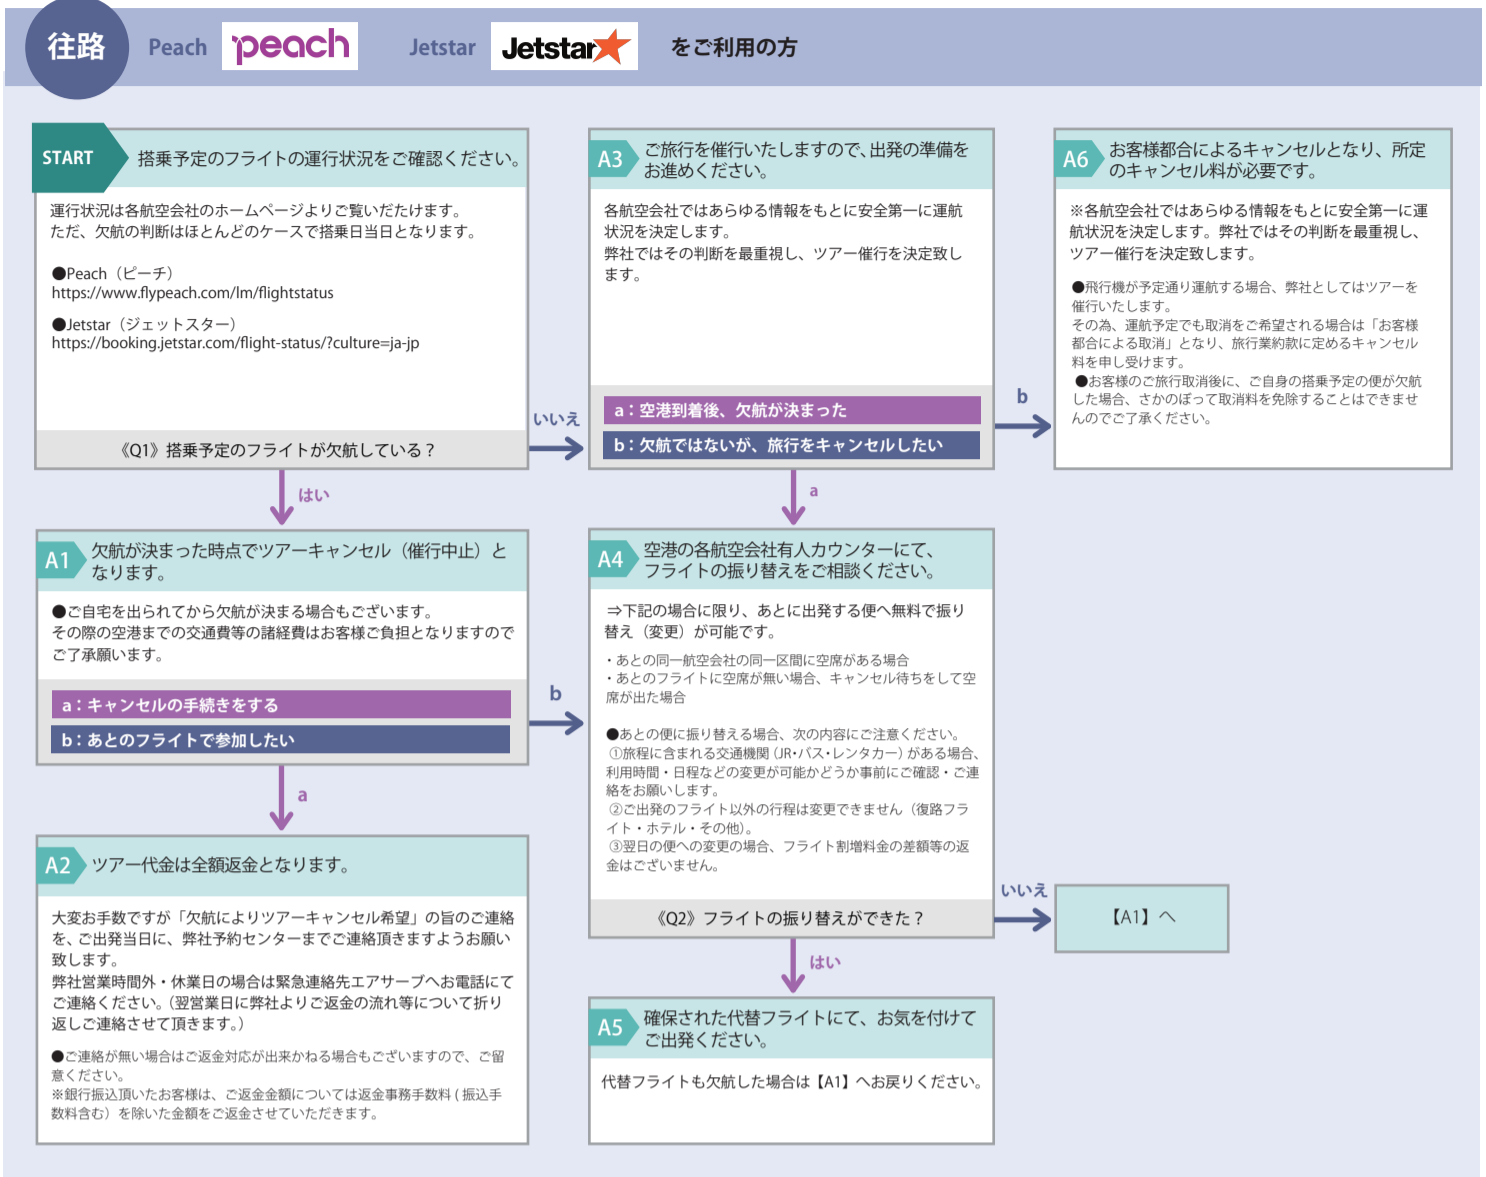 往路
Peach
peach
Jetstar
Jetstar
をご利用の方
START
搭乗予定のフライトの運行状況をご確認ください。
運行状況は各航空会社のホームページよりご覧いだたけます。
ただ、欠航の判断はほとんどのケースで搭乗日当日となります。
●Peach（ピーチ）
https://www.flypeach.com/lm/flightstatus
●Jetstar（ジェットスター）
https://booking.jetstar.com/flight-status/?culture=ja-jp
《Q1》搭乗予定のフライトが欠航している？
いいえ
はい
A3
ご旅行を催行いたしますので、出発の準備を
お進めください。
各航空会社ではあらゆる情報をもとに安全第一に運航
状況を決定します。
弊社ではその判断を最重視し、ツアー催行を決定致し
ます。
a：空港到着後、欠航が決まった
b：欠航ではないが、旅行をキャンセルしたい
b
a
A6
お客様都合によるキャンセルとなり、所定
のキャンセル料が必要です。
※各航空会社ではあらゆる情報をもとに安全第一に運
航状況を決定します。弊社ではその判断を最重視し、
ツアー催行を決定致します。
●飛行機が予定通り運航する場合、弊社としてはツアーを
催行いたします。
その為、運航予定でも取消をご希望される場合は「お客様
都合による取消」となり、旅行業約款に定めるキャンセル
料を申し受けます。
●お客様のご旅行取消後に、ご自身の搭乗予定の便が欠航
した場合、さかのぼって取消料を免除することはできませ
んのでご了承ください。
A1
欠航が決まった時点でツアーキャンセル（催行中止）と
なります。
●ご自宅を出られてから欠航が決まる場合もございます。
その際の空港までの交通費等の諸経費はお客様ご負担となりますので
ご了承願います。
a：キャンセルの手続きをする
b：あとのフライトで参加したい
b
a
A2
ツアー代金は全額返金となります。
大変お手数ですが「欠航によりツアーキャンセル希望」の旨のご連絡
を、ご出発当日に、弊社予約センターまでご連絡頂きますようお願い
致します。
弊社営業時間外・休業日の場合は緊急連絡先エアサーブへお電話にて
ご連絡ください。（翌営業日に弊社よりご返金の流れ等について折り
返しご連絡させて頂きます。）
●ご連絡が無い場合はご返金対応が出来かねる場合もございますので、ご留
意ください。
※銀行振込頂いたお客様は、ご返金金額については返金事務手数料 ( 振込手
数料含む）を除いた金額をご返金させていただきます。
A4
空港の各航空会社有人カウンターにて、
フライトの振り替えをご相談ください。
⇒下記の場合に限り、あとに出発する便へ無料で振り
替え（変更）が可能です。
・あとの同一航空会社の同一区間に空席がある場合
・あとのフライトに空席が無い場合、キャンセル待ちをして空
席が出た場合
●あとの便に振り替える場合、次の内容にご注意ください。
①旅程に含まれる交通機関（JR・バス・レンタカー）がある場合、
利用時間・日程などの変更が可能かどうか事前にご確認・ご連
絡をお願いします。
②ご出発のフライト以外の行程は変更できません（復路フラ
イト・ホテル・その他）。
③翌日の便への変更の場合、フライト割増料金の差額等の返
金はございません。
《Q2》フライトの振り替えができた？
いいえ
【A1】へ
はい
A5
確保された代替フライトにて、お気を付けて
ご出発ください。
代替フライトも欠航した場合は【A1】へお戻りください。